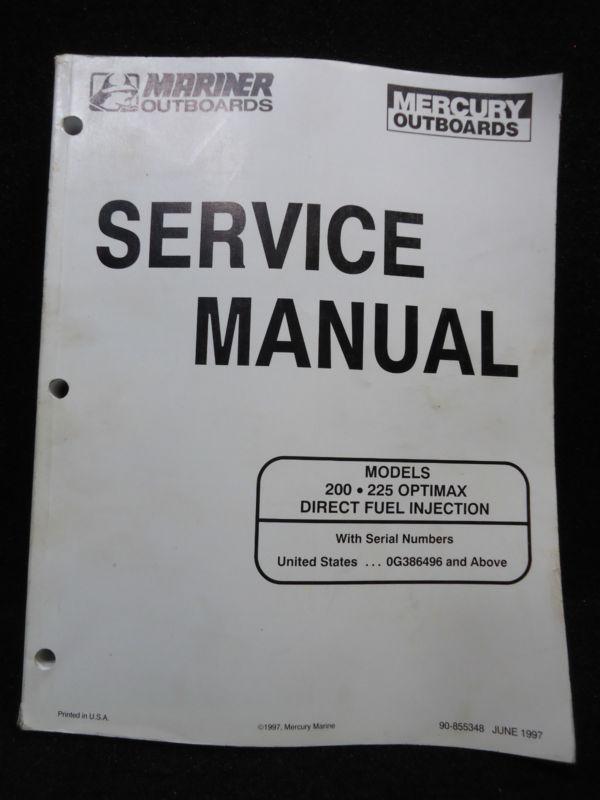 MARINER
OUTBOARDS
MERCURY
OUTBOARDS
SERVICE
MANUAL
MODELS
200 • 225 OPTIMAX
DIRECT FUEL INJECTION
With Serial Numbers
United States . . . 0G386496 and Above
Printed in U.S.A.
©1997, Mercury Marine
90-855348 JUNE 1997